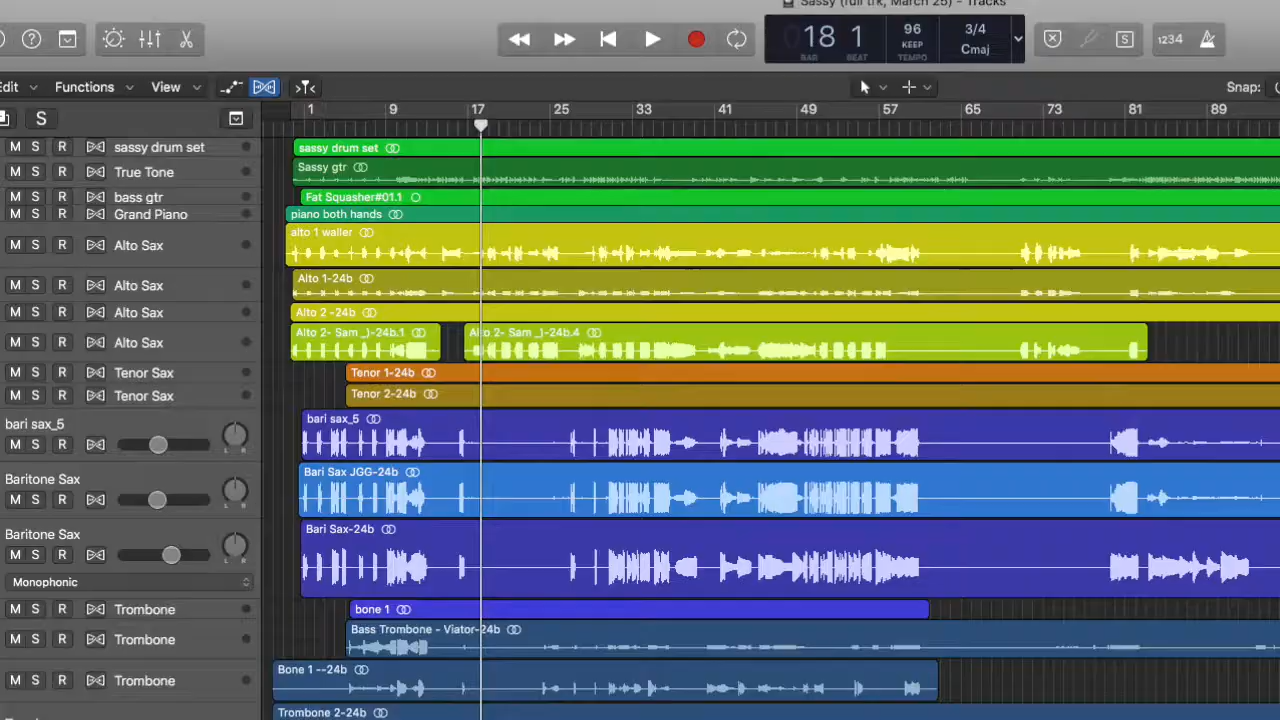 Sassy (full trk, March 25) - Tracks
18 1
BAR BEAT
96
KEEP
TEMPO
3/4
Cmaj
S
1234
Edit Functions View
Snap:
S
1 9 17 25 33 41 49 57 65 73 81 89
M S R sassy drum set
sassy drum set
M S R True Tone
Sassy gtr
M S R bass gtr
Fat Squasher#01.1
M S R Grand Piano
piano both hands
M S R Alto Sax
alto 1 waller
M S R Alto Sax
Alto 1-24b
M S R Alto Sax
Alto 2 -24b
M S R Alto Sax
Alto 2- Sam _)-24b.1
Alto 2- Sam _)-24b.4
M S R Tenor Sax
Tenor 1-24b
M S R Tenor Sax
Tenor 2-24b
bari sax_5
M S R
L R
bari sax_5
Baritone Sax
M S R
L R
Bari Sax JGG-24b
Baritone Sax
M S R
L R
Monophonic
Bari Sax-24b
M S R Trombone
bone 1
M S R Trombone
Bass Trombone - Viator-24b
M S R Trombone
Bone 1 --24b
Trombone 2-24b